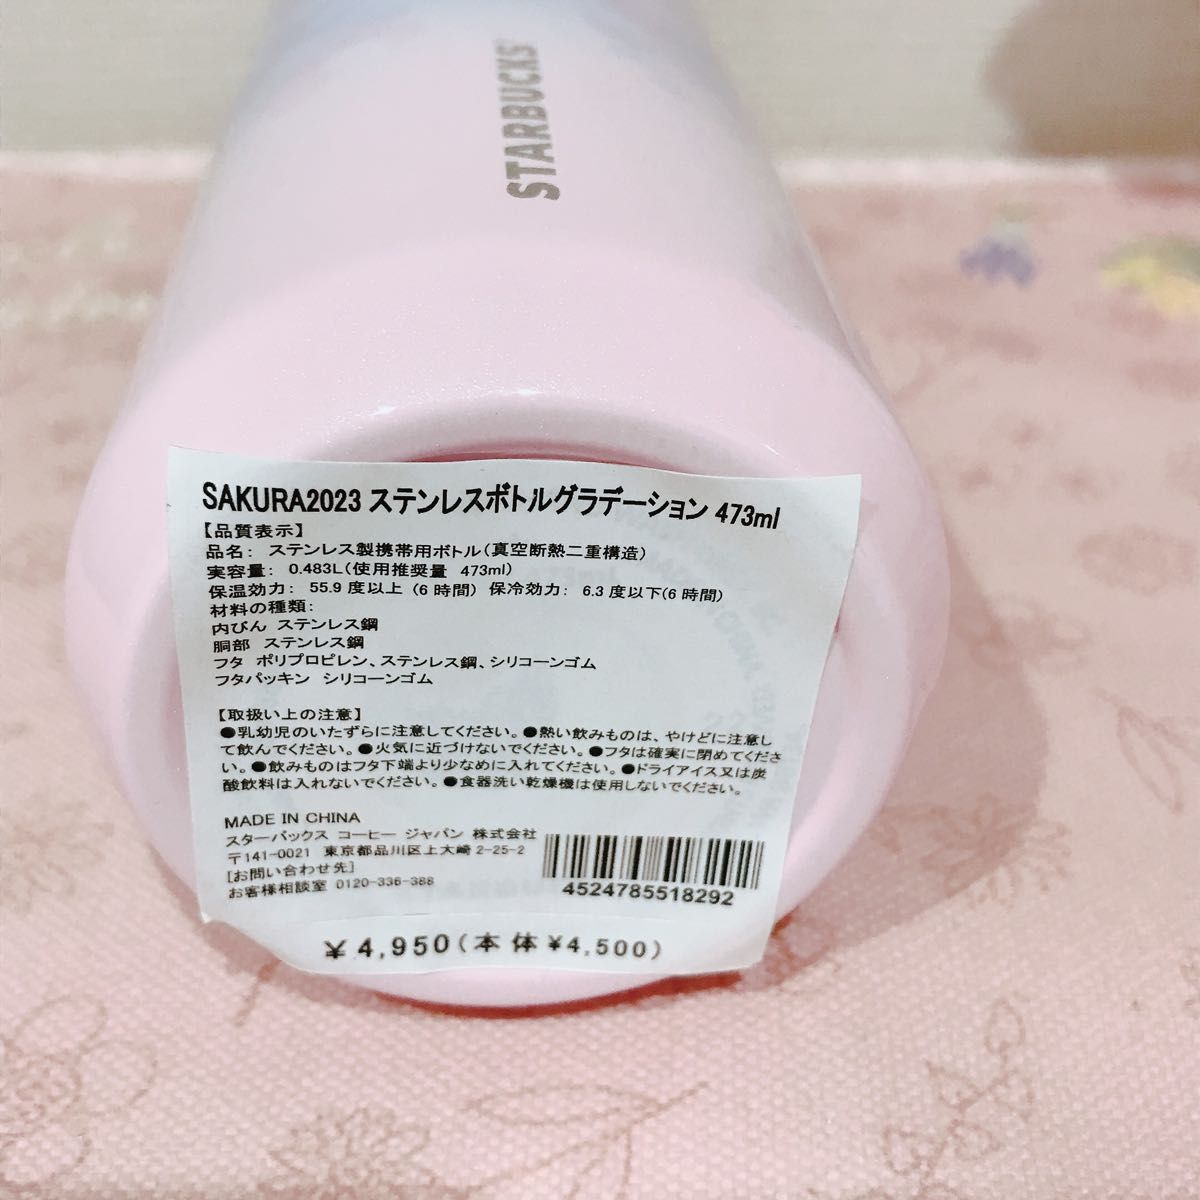 STARBUCKS
SAKURA2023 ステンレスボトルグラデーション 473ml
【品質表示】
品名: ステンレス製携帯用ボトル(真空断熱二重構造)
実容量: 0.483L(使用推奨量 473ml)
保温効力: 55.9 度以上 (6 時間) 保冷効力: 6.3 度以下(6 時間)
材料の種類:
内びん ステンレス鋼
胴部 ステンレス鋼
フタ ポリプロピレン、ステンレス鋼、シリコーンゴム
フタパッキン シリコーンゴム
【取扱い上の注意】
●乳幼児のいたずらに注意してください。●熱い飲みものは、やけどに注意し
て飲んでください。●火気に近づけないでください。●フタは確実に閉めてくださ
い。●飲みものはフタ下端より少なめに入れてください。●ドライアイス又は炭
酸飲料は入れないでください。●食器洗い乾燥機は使用しないでください。
MADE IN CHINA
スターバックス コーヒー ジャパン 株式会社
〒141-0021 東京都品川区上大崎 2-25-2
[お問い合わせ先]
お客様相談室 0120-336-388
4524785518292
¥4,950(本体¥4,500)